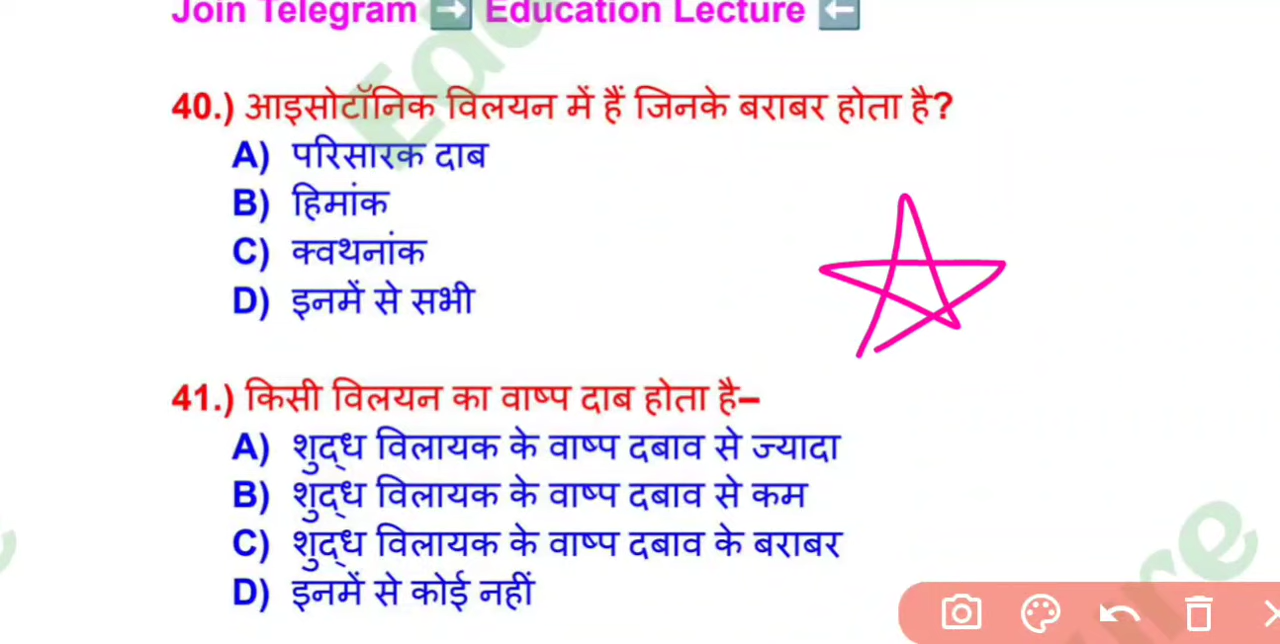 Join Telegram ➡ Education Lecture ⬅
40.) आइसोटॉनिक विलयन में हैं जिनके बराबर होता है?
A) परिसारक दाब
B) हिमांक
C) क्वथनांक
D) इनमें से सभी
41.) किसी विलयन का वाष्प दाब होता है–
A) शुद्ध विलायक के वाष्प दबाव से ज्यादा
B) शुद्ध विलायक के वाष्प दबाव से कम
C) शुद्ध विलायक के वाष्प दबाव के बराबर
D) इनमें से कोई नहीं